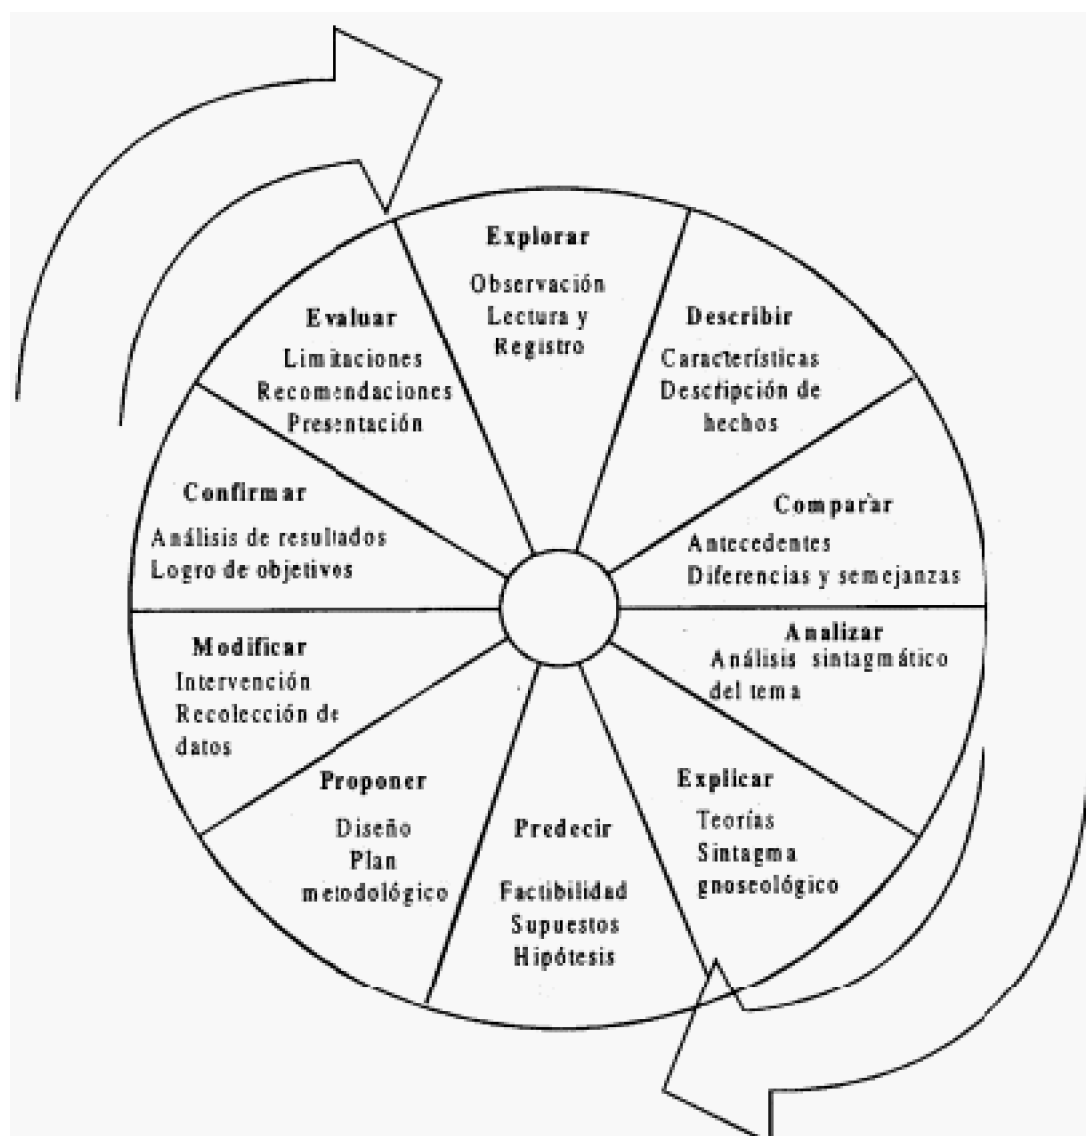 Explorar
Observación
Lectura y
Registro
Describir
Características
Descripción de
hechos
Comparar
Antecedentes
Diferencias y semejanzas
Analizar
Análisis sintagmático
del tema
Explicar
Teorías
Sintagma
gnoseológico
Predecir
Factibilidad
Supuestos
Hipótesis
Proponer
Diseño
Plan
metodológico
Modificar
Intervención
Recolección de
datos
Confirmar
Análisis de resultados
Logro de objetivos
Evaluar
Limitaciones
Recomendaciones
Presentación